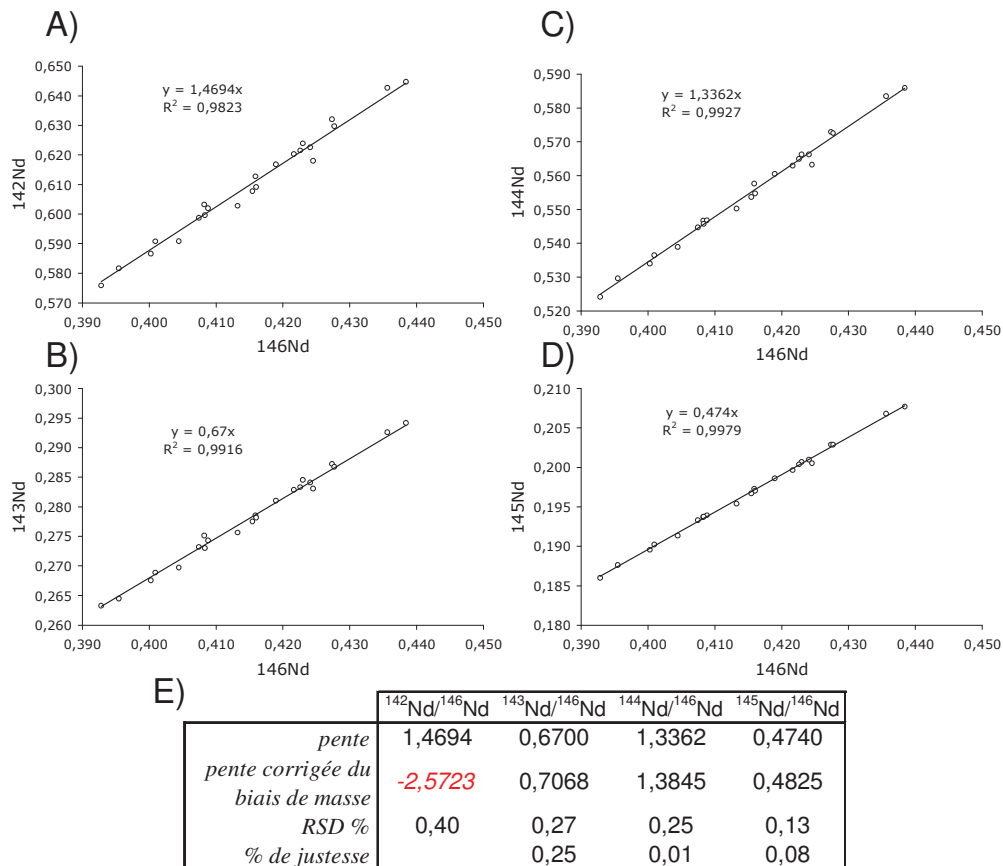 A)
0,650
0,640
0,630
0,620
0,610
0,600
0,590
0,580
0,570
142Nd
y = 1,4694x
R² = 0,9823
0,390 0,400 0,410 0,420 0,430 0,440 0,450
146Nd
C)
0,590
0,580
0,570
0,560
0,550
0,540
0,530
0,520
144Nd
y = 1,3362x
R² = 0,9927
0,390 0,400 0,410 0,420 0,430 0,440 0,450
146Nd
B)
0,300
0,295
0,290
0,285
0,280
0,275
0,270
0,265
0,260
143Nd
y = 0,67x
R² = 0,9916
0,390 0,400 0,410 0,420 0,430 0,440 0,450
146Nd
D)
0,210
0,205
0,200
0,195
0,190
0,185
0,180
145Nd
y = 0,474x
R² = 0,9979
0,390 0,400 0,410 0,420 0,430 0,440 0,450
146Nd
E)
¹⁴²Nd/¹⁴⁶Nd ¹⁴³Nd/¹⁴⁶Nd ¹⁴⁴Nd/¹⁴⁶Nd ¹⁴⁵Nd/¹⁴⁶Nd
pente 1,4694 0,6700 1,3362 0,4740
pente corrigée du
biais de masse -2,5723 0,7068 1,3845 0,4825
RSD % 0,40 0,27 0,25 0,13
% de justesse 0,25 0,01 0,08